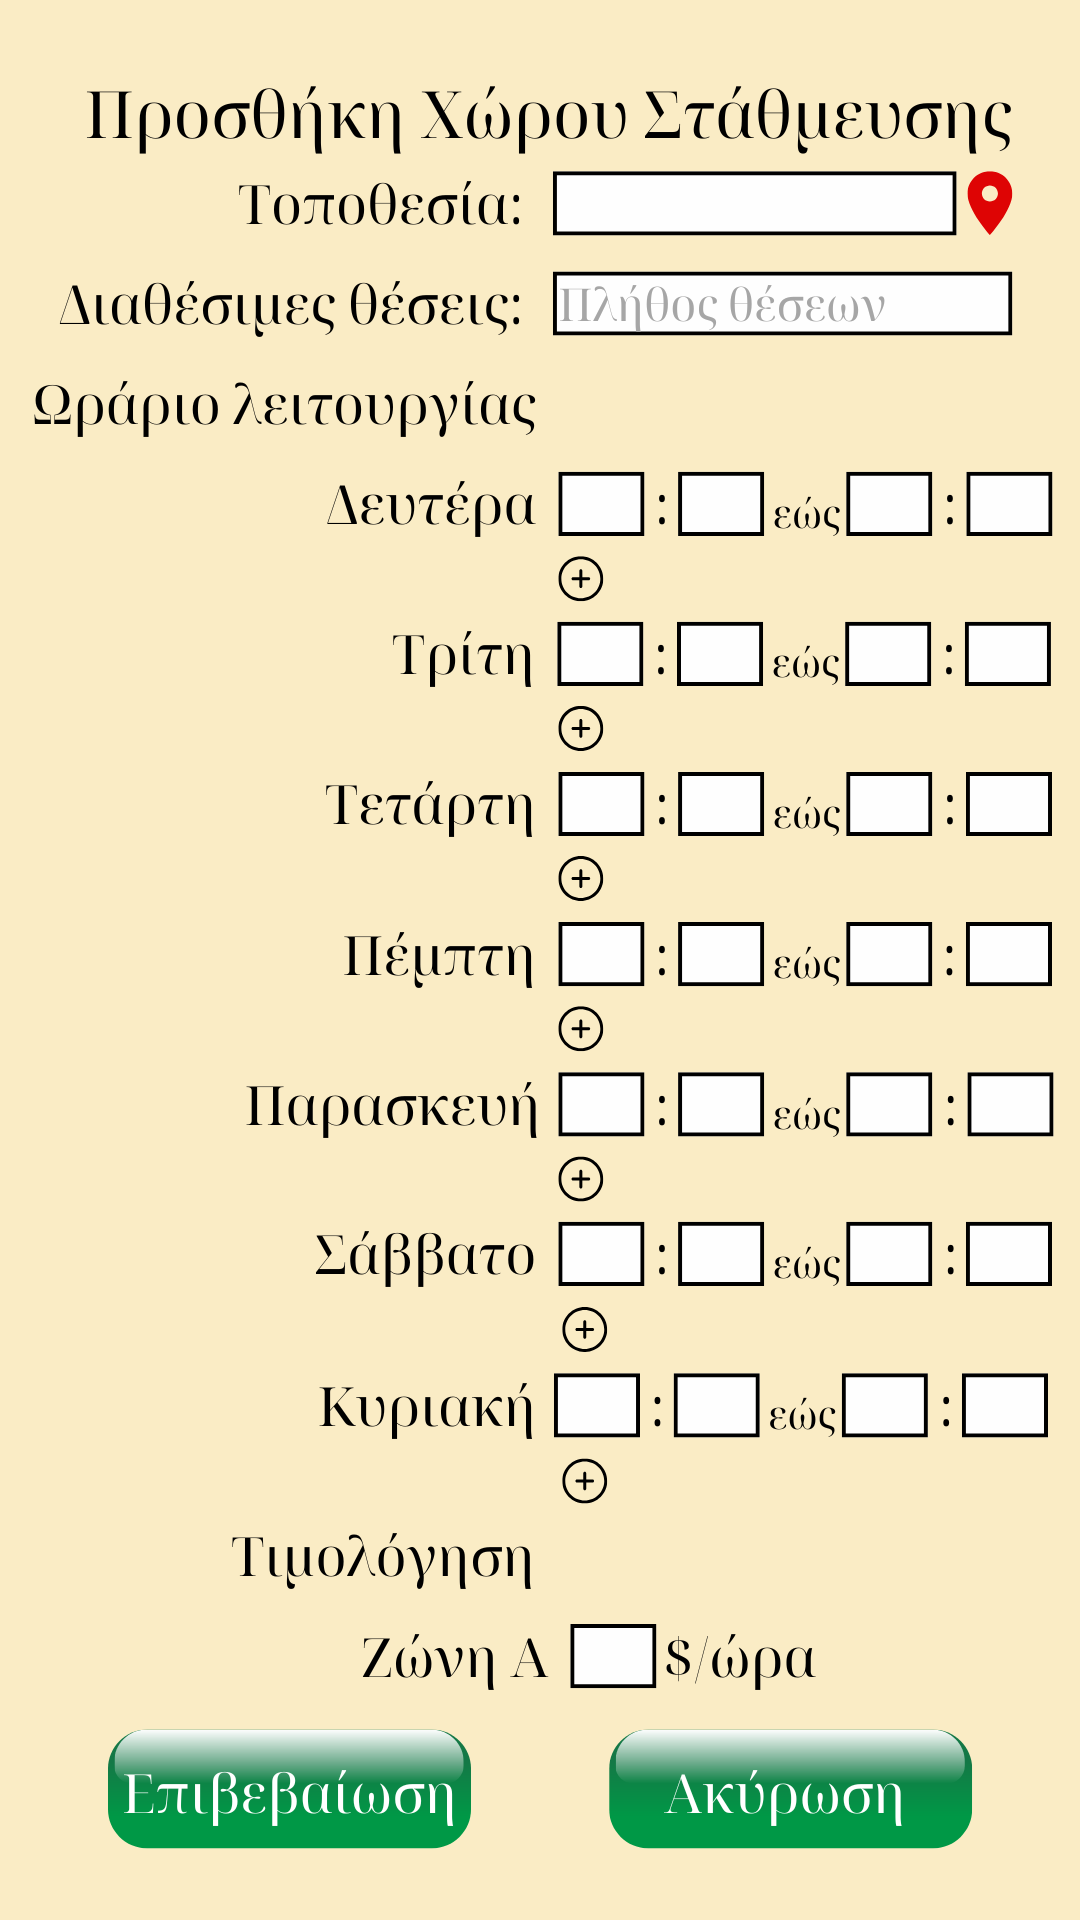 Προσθήκη Χώρου Στάθμευσης
Τοποθεσία:
Διαθέσιμες θέσεις: Πλήθος θέσεων
Ωράριο λειτουργίας
Δευτέρα : εώς :
+
Τρίτη : εώς :
+
Τετάρτη : εώς :
+
Πέμπτη : εώς :
+
Παρασκευή : εώς :
+
Σάββατο : εώς :
+
Κυριακή : εώς :
+
Τιμολόγηση
Ζώνη Α $/ώρα
Επιβεβαίωση Ακύρωση